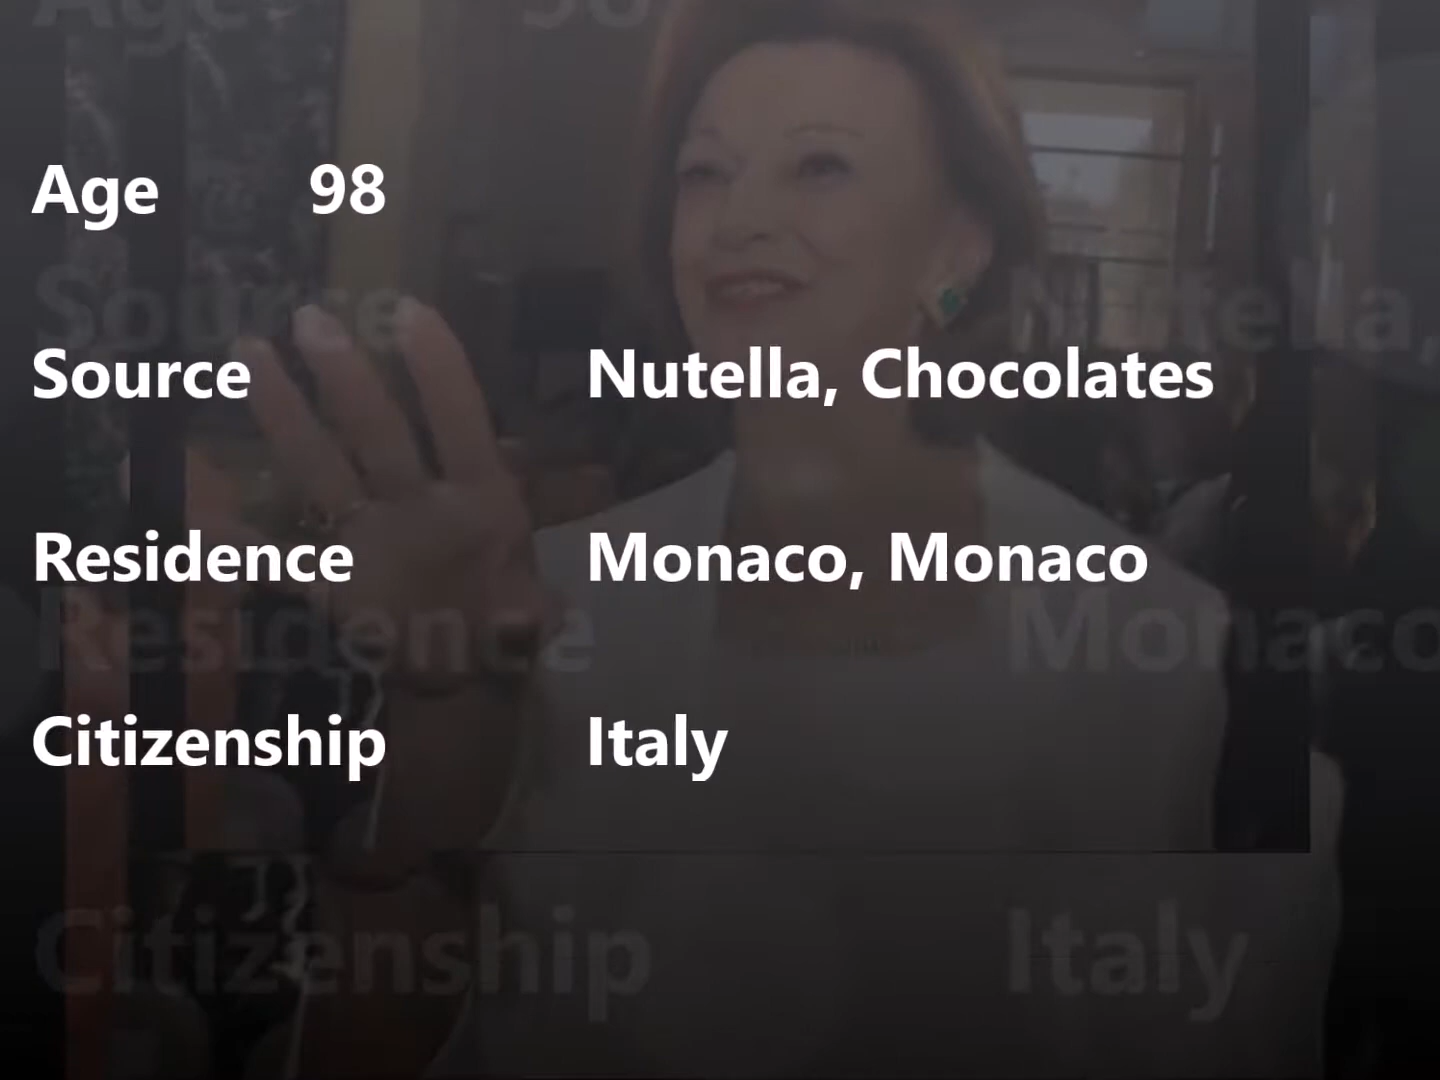 Age 98
Source Nutella, Chocolates
Residence Monaco, Monaco
Citizenship Italy